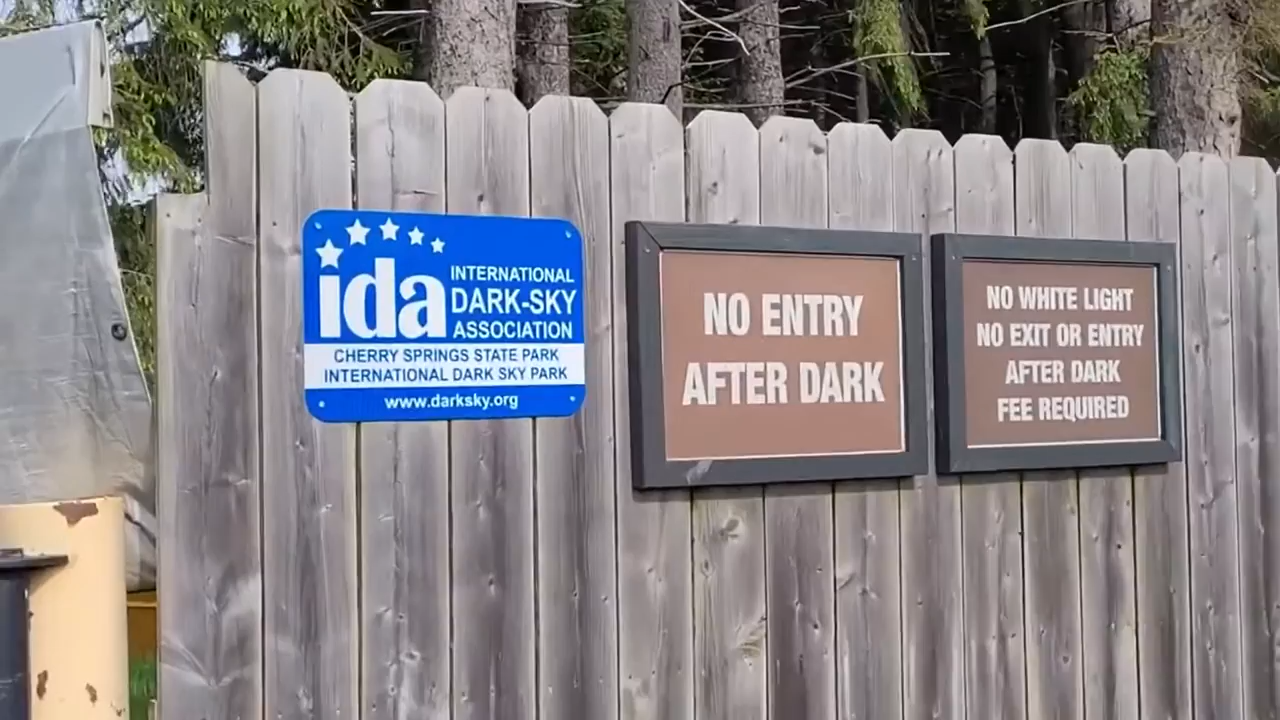 ida
INTERNATIONAL
DARK-SKY
ASSOCIATION
CHERRY SPRINGS STATE PARK
INTERNATIONAL DARK SKY PARK
www.darksky.org
NO ENTRY
AFTER DARK
NO WHITE LIGHT
NO EXIT OR ENTRY
AFTER DARK
FEE REQUIRED